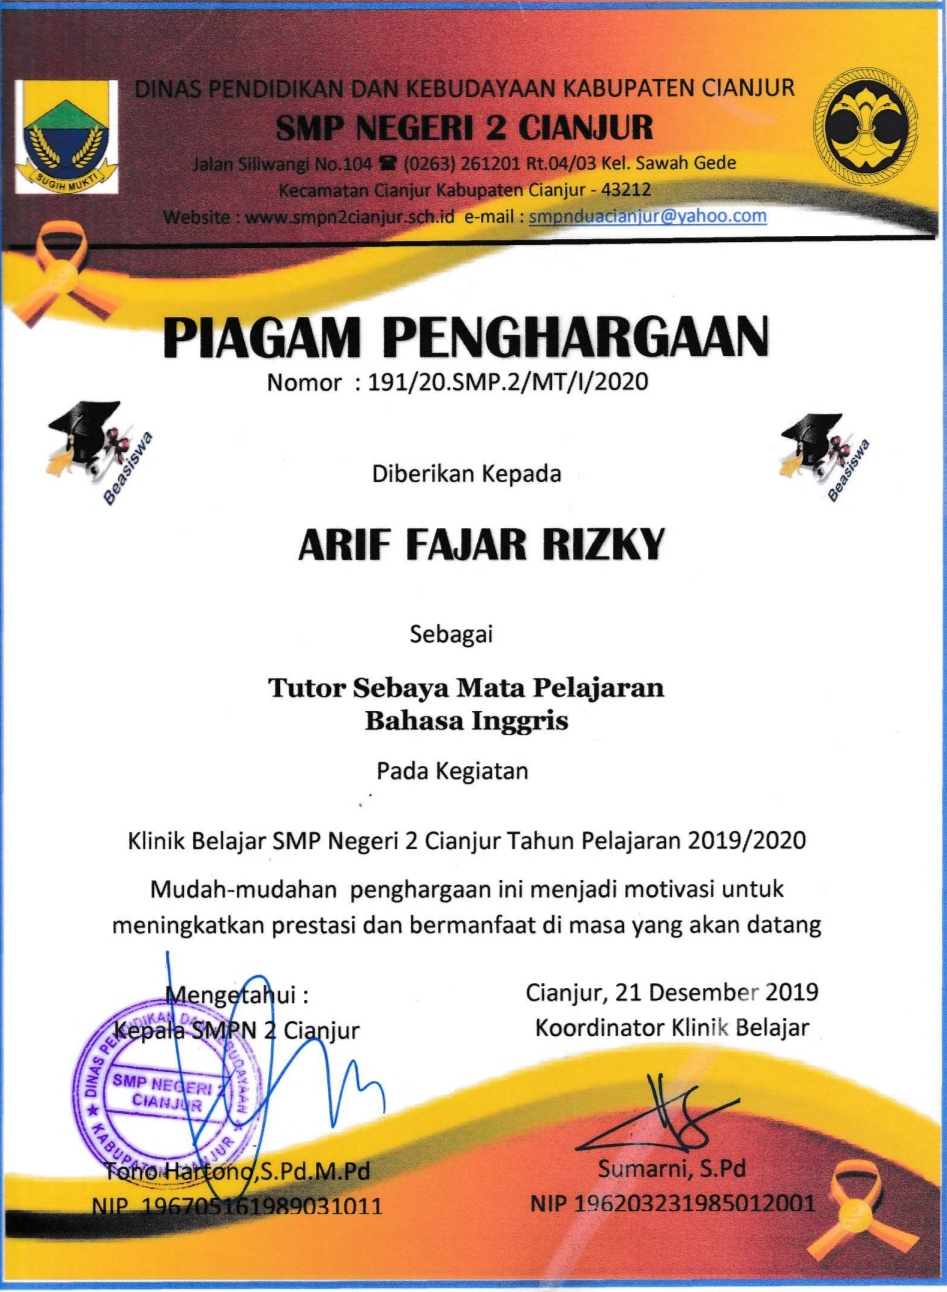 DINAS PENDIDIKAN DAN KEBUDAYAAN KABUPATEN CIANJUR
SMP NEGERI 2 CIANJUR
Jalan Siliwangi No.104 ☎ (0263) 261201 Rt.04/03 Kel. Sawah Gede
Kecamatan Cianjur Kabupaten Cianjur - 43212
Website : www.smpn2cianjur.sch.id e-mail : smpnduacianjur@yahoo.com
SUGIH MUKTI
PIAGAM PENGHARGAAN
Nomor : 191/20.SMP.2/MT/I/2020
Beasiswa
Beasiswa
Diberikan Kepada
ARIF FAJAR RIZKY
Sebagai
Tutor Sebaya Mata Pelajaran
Bahasa Inggris
Pada Kegiatan
Klinik Belajar SMP Negeri 2 Cianjur Tahun Pelajaran 2019/2020
Mudah-mudahan penghargaan ini menjadi motivasi untuk
meningkatkan prestasi dan bermanfaat di masa yang akan datang
Mengetahui :
Kepala SMPN 2 Cianjur
Cianjur, 21 Desember 2019
Koordinator Klinik Belajar
DINAS PENDIDIKAN DAN KEBUDAYAAN
SMP NEGERI 2
CIANJUR
KABUPATEN CIANJUR
Tono Hartono,S.Pd.M.Pd
NIP 196705161989031011
Sumarni, S.Pd
NIP 196203231985012001